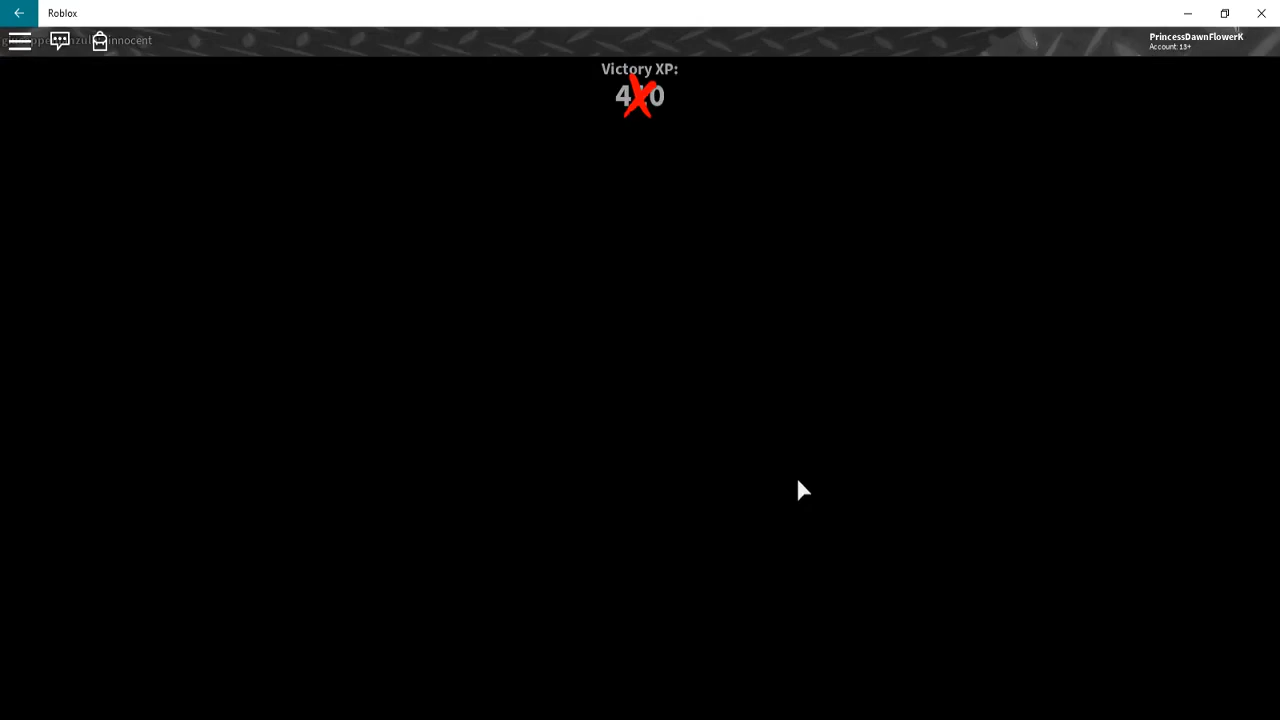 Roblox
innocent
PrincessDawnFlowerK
Account: 13+
Victory XP: